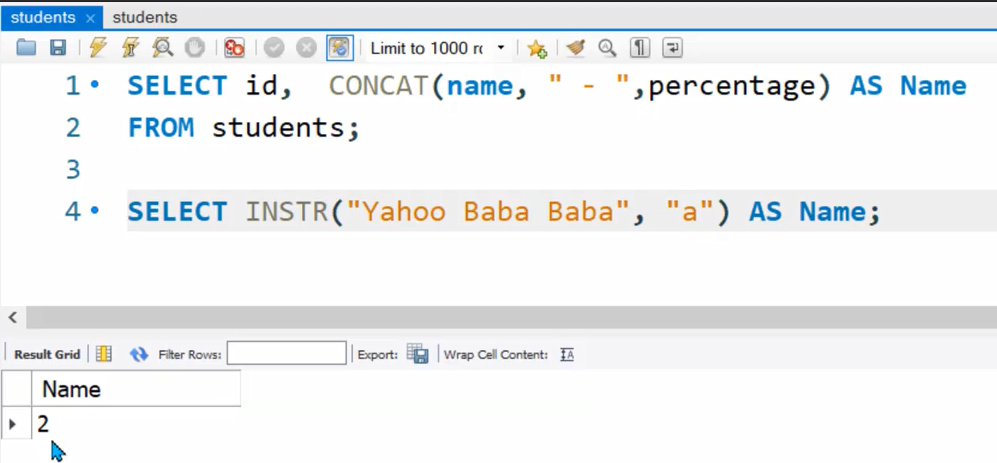 students × students
Limit to 1000 rc
1 SELECT id, CONCAT(name, " - ",percentage) AS Name
2 FROM students;
3
4 SELECT INSTR("Yahoo Baba Baba", "a") AS Name;
Result Grid Filter Rows: Export: Wrap Cell Content:
Name
2